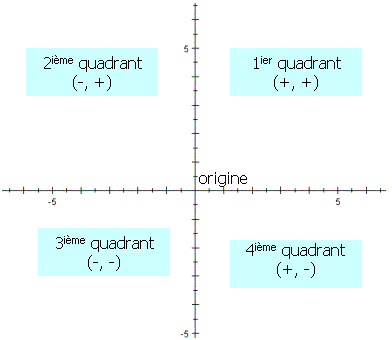 5
2ième quadrant
(-, +)
1ier quadrant
(+, +)
origine
-5
5
3ième quadrant
(-, -)
4ième quadrant
(+, -)
-5